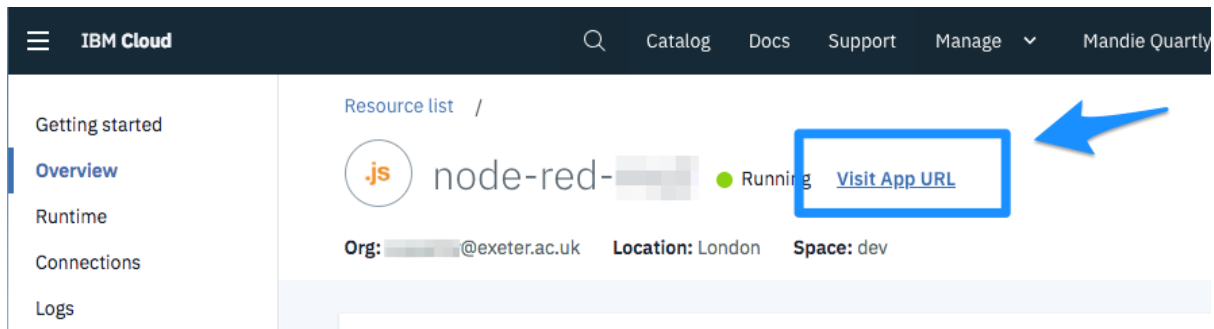 IBM Cloud Catalog Docs Support Manage Mandie Quartly
Getting started
Overview
Runtime
Connections
Logs
Resource list /
.js node-red- Running Visit App URL
Org: @exeter.ac.uk Location: London Space: dev